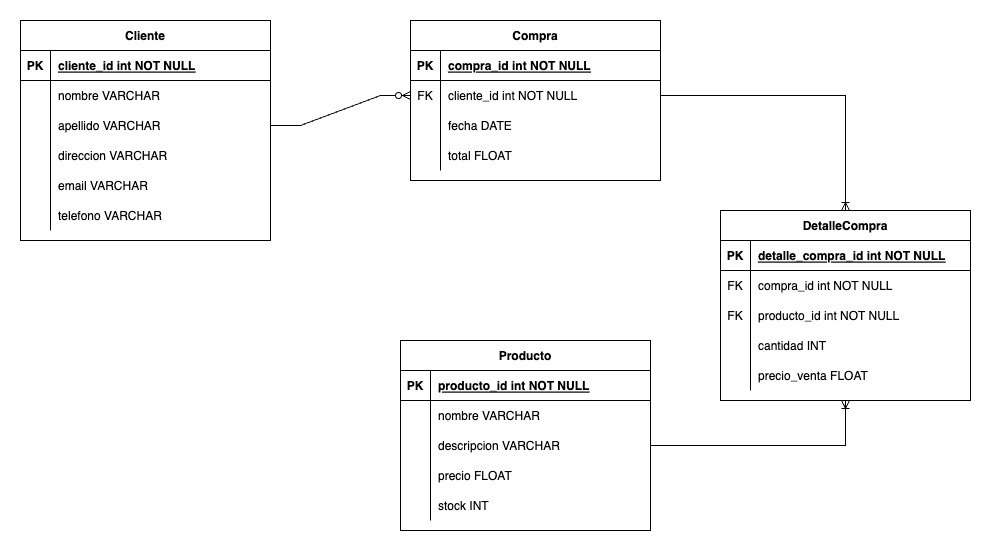 Cliente
PK cliente_id int NOT NULL
nombre VARCHAR
apellido VARCHAR
direccion VARCHAR
email VARCHAR
telefono VARCHAR
Compra
PK compra_id int NOT NULL
FK cliente_id int NOT NULL
fecha DATE
total FLOAT
DetalleCompra
PK detalle_compra_id int NOT NULL
FK compra_id int NOT NULL
FK producto_id int NOT NULL
cantidad INT
precio_venta FLOAT
Producto
PK producto_id int NOT NULL
nombre VARCHAR
descripcion VARCHAR
precio FLOAT
stock INT